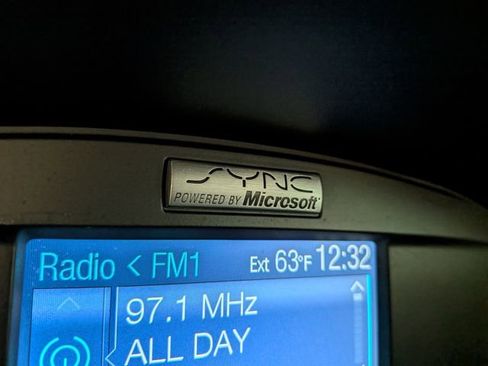 SYNC
POWERED BY Microsoft
Radio < FM1 Ext 63°F 12:32
97.1 MHz
ALL DAY